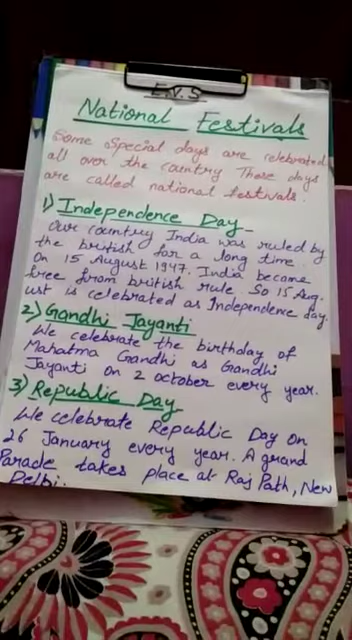 E.V.S
National Festivals
Some special days are celebrated
all over the country These days
are called national festivals.
1) Independence Day-
Our country India was ruled by
the british for a long time.
On 15 August 1947. India became
free from british rule So 15 Aug-
ust is celebrated as Independence day.
2) Gandhi Jayanti
We celebrate the birthday of
Mahatma Gandhi as Gandhi
Jayanti on 2 october every year.
3) Republic Day
We celebrate Republic Day on
26 January every year. A grand
Parade takes place at Raj Path, New
Delhi.